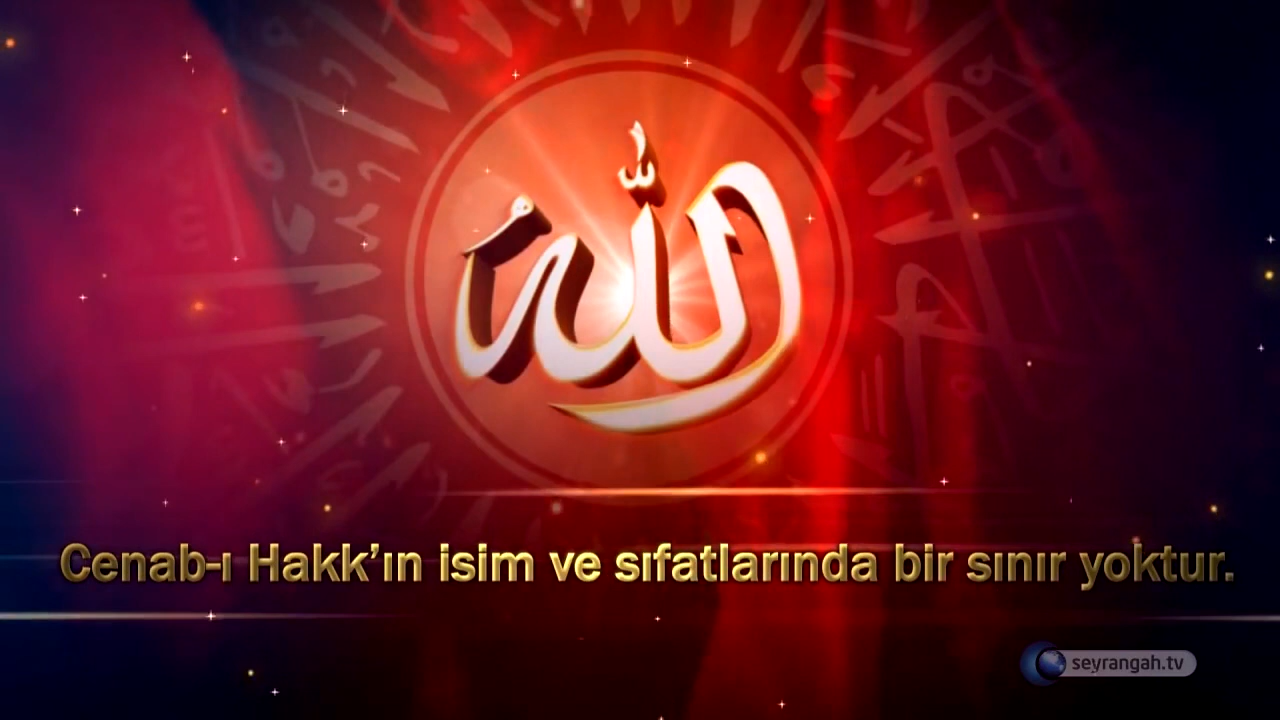 الله
Cenab-ı Hakk’ın isim ve sıfatlarında bir sınır yoktur.
seyrangah.tv